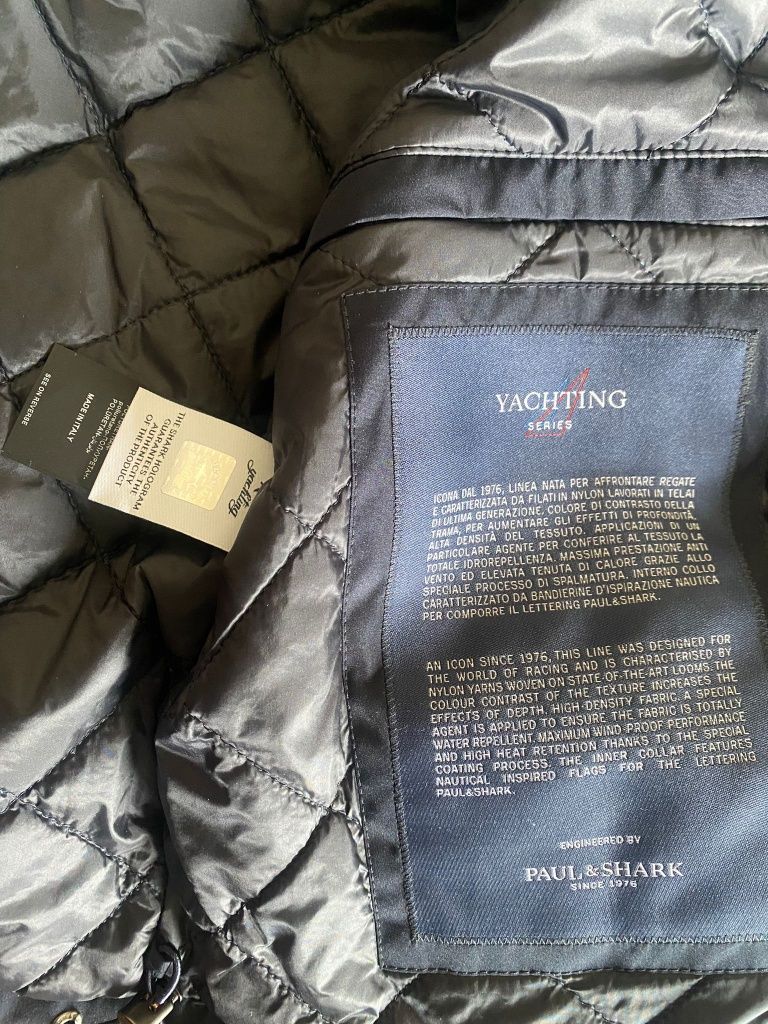 YACHTING
SERIES
ICONA DAL 1976, LINEA NATA PER AFFRONTARE REGATE
E CARATTERIZZATA DA FILATI IN NYLON LAVORATI IN TELAI
DI ULTIMA GENERAZIONE. COLORE DI CONTRASTO DELLA
TRAMA, PER AUMENTARE GLI EFFETTI DI PROFONDITÀ.
ALTA DENSITÀ DEL TESSUTO. APPLICAZIONI DI UN
PARTICOLARE AGENTE PER CONFERIRE AL TESSUTO LA
TOTALE IDROREPELLENZA. MASSIMA PRESTAZIONE ANTI
VENTO ED ELEVATA TENUTA DI CALORE GRAZIE ALLO
SPECIALE PROCESSO DI SPALMATURA. INTERNO COLLO
CARATTERIZZATO DA BANDIERINE D'ISPIRAZIONE NAUTICA
PER COMPORRE IL LETTERING PAUL&SHARK.
AN ICON SINCE 1976, THIS LINE WAS DESIGNED FOR
THE WORLD OF RACING AND IS CHARACTERISED BY
NYLON YARNS WOVEN ON STATE-OF-THE-ART LOOMS. THE
COLOUR CONTRAST OF THE TEXTURE INCREASES THE
EFFECTS OF DEPTH. HIGH-DENSITY FABRIC. A SPECIAL
AGENT IS APPLIED TO ENSURE THE FABRIC IS TOTALLY
WATER REPELLENT. MAXIMUM WIND-PROOF PERFORMANCE
AND HIGH HEAT RETENTION THANKS TO THE SPECIAL
COATING PROCESS. THE INNER COLLAR FEATURES
NAUTICAL INSPIRED FLAGS FOR THE LETTERING
PAUL&SHARK.
ENGINEERED BY
PAUL & SHARK
SINCE 1976
yachting
THE SHARK HOLOGRAM
GUARANTEES THE
AUTHENTICITY
OF THE PRODUCT
MADE IN ITALY
SEE ON REVERSE